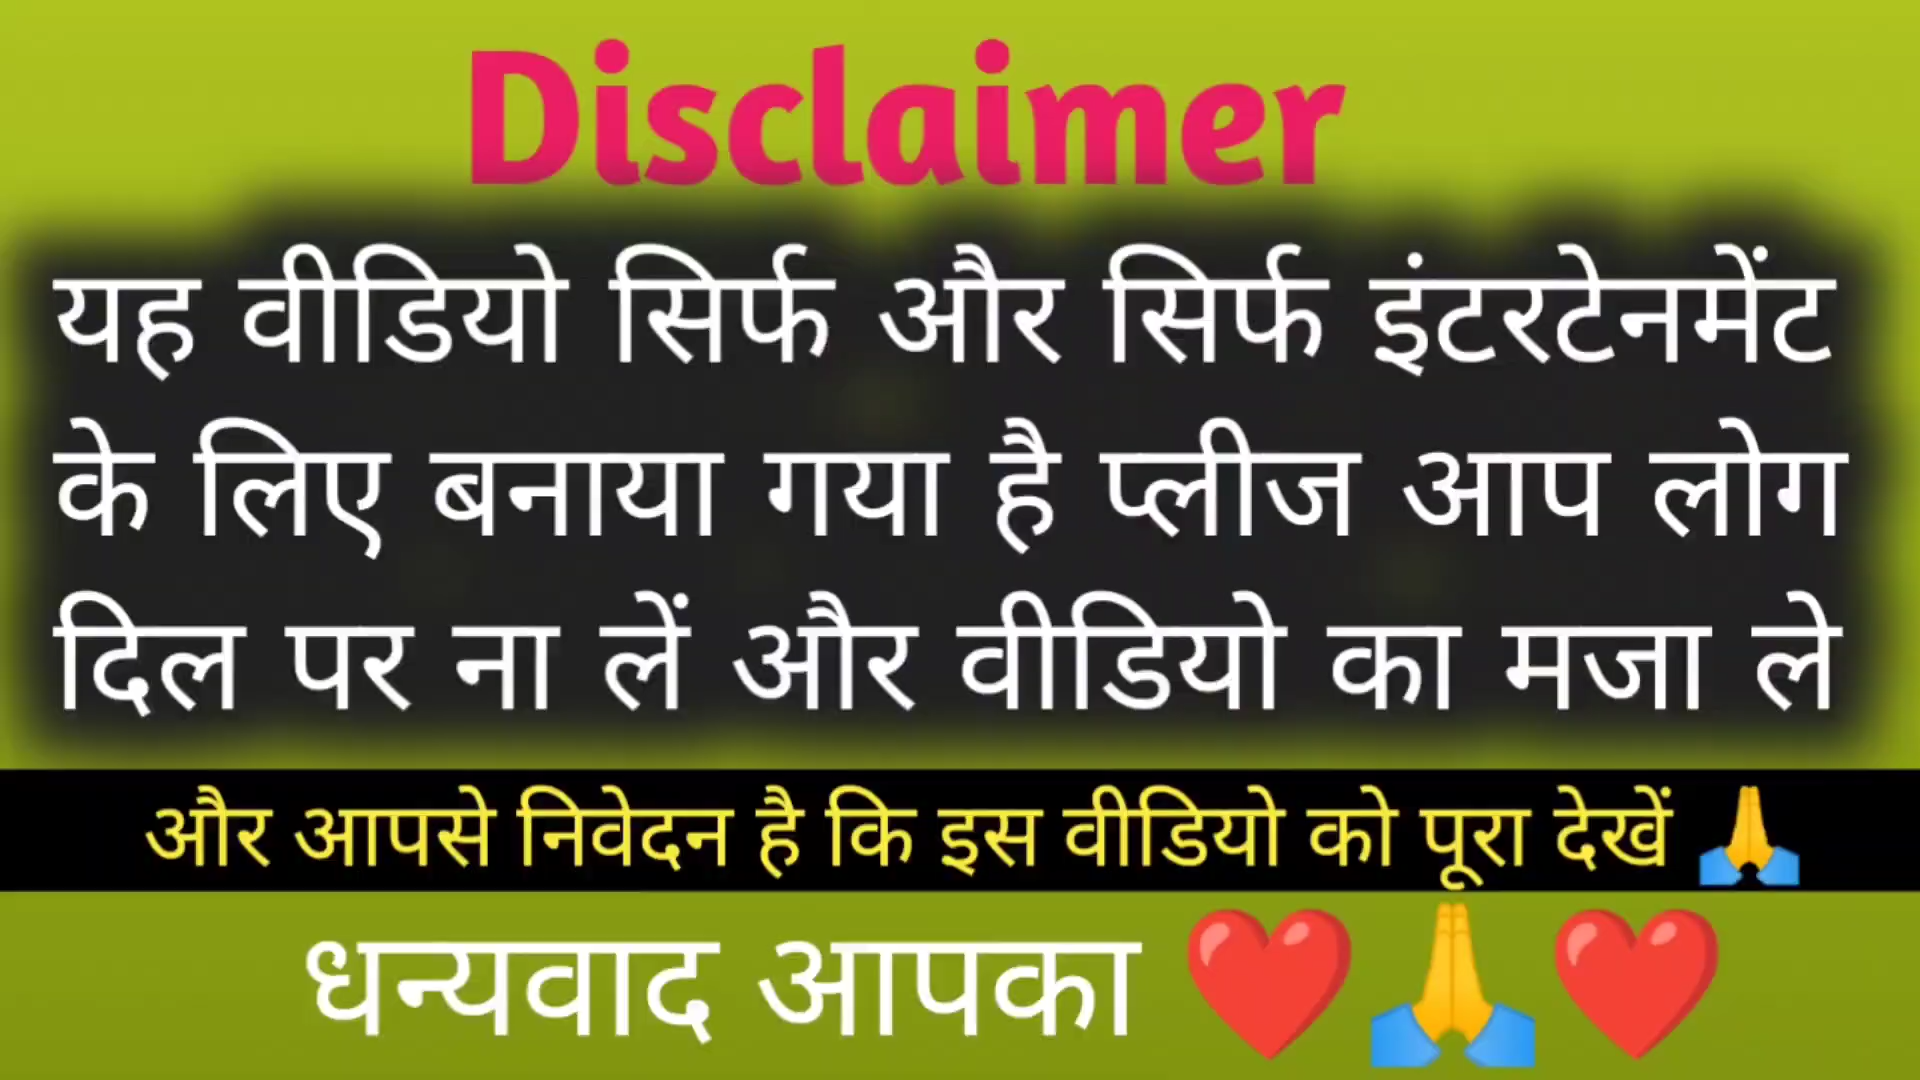 Disclaimer
यह वीडियो सिर्फ और सिर्फ इंटरटेनमेंट
के लिए बनाया गया है प्लीज आप लोग
दिल पर ना लें और वीडियो का मजा ले
और आपसे निवेदन है कि इस वीडियो को पूरा देखें 🙏
धन्यवाद आपका ❤️🙏❤️